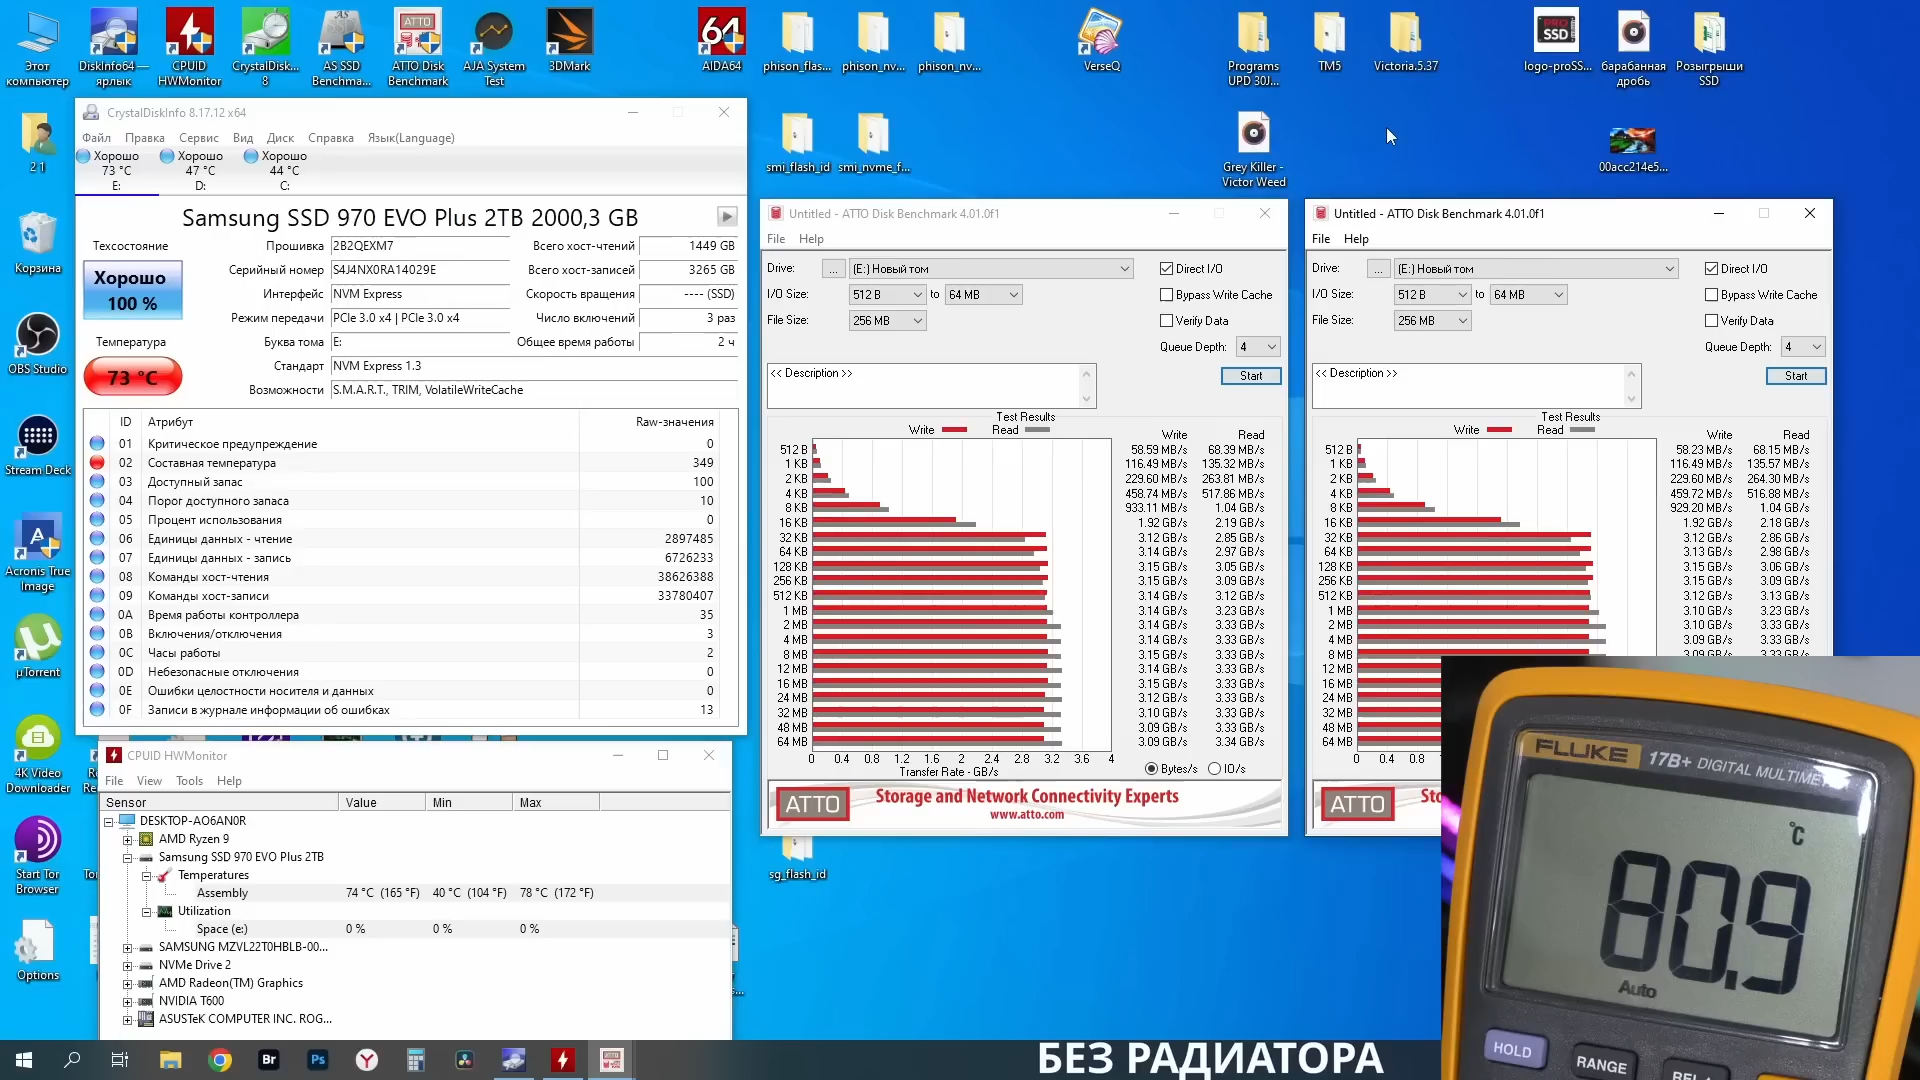 Этот компьютер
DiskInfo64 — ярлык
CPUID HWMonitor
CrystalDisk... 8
AS SSD Benchma...
ATTO Disk Benchmark
AJA System Test
3DMark
AIDA64
phison_flas...
phison_nv...
phison_nv...
VerseQ
Programs UPD 30J...
TM5
Victoria.5.37
logo-proSS...
барабанная дробь
Розыгрыши SSD
2 1
Корзина
OBS Studio
Stream Deck
Acronis True Image
µTorrent
4K Video Downloader
Start Tor Browser
Options
smi_flash_id
smi_nvme_f...
Grey Killer - Victor Weed
00acc214e5...
sg_flash_id
CrystalDiskInfo 8.17.12 x64
Файл Правка Сервис Вид Диск Справка Язык(Language)
Хорошо Хорошо Хорошо
73 °C 47 °C 44 °C
E: D: C:
Samsung SSD 970 EVO Plus 2TB 2000,3 GB
Техсостояние
Хорошо
100 %
Температура
73 °C
Прошивка 2B2QEXM7 Всего хост-чтений 1449 GB
Серийный номер S4J4NX0RA14029E Всего хост-записей 3265 GB
Интерфейс NVM Express Скорость вращения ---- (SSD)
Режим передачи PCIe 3.0 x4 | PCIe 3.0 x4 Число включений 3 раз
Буква тома E: Общее время работы 2 ч
Стандарт NVM Express 1.3
Возможности S.M.A.R.T., TRIM, VolatileWriteCache
ID Атрибут Raw-значения
01 Критическое предупреждение 0
02 Составная температура 349
03 Доступный запас 100
04 Порог доступного запаса 10
05 Процент использования 0
06 Единицы данных - чтение 2897485
07 Единицы данных - запись 6726233
08 Команды хост-чтения 38626388
09 Команды хост-записи 33780407
0A Время работы контроллера 35
0B Включения/отключения 3
0C Часы работы 2
0D Небезопасные отключения 0
0E Ошибки целостности носителя и данных 0
0F Записи в журнале информации об ошибках 13
CPUID HWMonitor
File View Tools Help
Sensor Value Min Max
DESKTOP-AO6AN0R
AMD Ryzen 9
Samsung SSD 970 EVO Plus 2TB
Temperatures
Assembly 74 °C (165 °F) 40 °C (104 °F) 78 °C (172 °F)
Utilization
Space (e:) 0 % 0 % 0 %
SAMSUNG MZVL22T0HBLB-00...
NVMe Drive 2
AMD Radeon(TM) Graphics
NVIDIA T600
ASUSTeK COMPUTER INC. ROG...
Untitled - ATTO Disk Benchmark 4.01.0f1
File Help
Drive: ... (E:) Новый том Direct I/O
I/O Size: 512 B to 64 MB Bypass Write Cache
File Size: 256 MB Verify Data
Queue Depth: 4
<< Description >> Start
Test Results
Write Read Write Read
512 B 58.59 MB/s 68.39 MB/s
1 KB 116.49 MB/s 135.32 MB/s
2 KB 229.60 MB/s 263.81 MB/s
4 KB 458.74 MB/s 517.86 MB/s
8 KB 933.11 MB/s 1.04 GB/s
16 KB 1.92 GB/s 2.19 GB/s
32 KB 3.12 GB/s 2.85 GB/s
64 KB 3.14 GB/s 2.97 GB/s
128 KB 3.15 GB/s 3.05 GB/s
256 KB 3.15 GB/s 3.09 GB/s
512 KB 3.14 GB/s 3.12 GB/s
1 MB 3.14 GB/s 3.23 GB/s
2 MB 3.14 GB/s 3.33 GB/s
4 MB 3.14 GB/s 3.33 GB/s
8 MB 3.15 GB/s 3.33 GB/s
12 MB 3.14 GB/s 3.33 GB/s
16 MB 3.15 GB/s 3.33 GB/s
24 MB 3.12 GB/s 3.33 GB/s
32 MB 3.10 GB/s 3.33 GB/s
48 MB 3.09 GB/s 3.33 GB/s
64 MB 3.09 GB/s 3.34 GB/s
0 0.4 0.8 1.2 1.6 2 2.4 2.8 3.2 3.6 4
Transfer Rate - GB/s Bytes/s IO/s
ATTO Storage and Network Connectivity Experts
www.atto.com
Untitled - ATTO Disk Benchmark 4.01.0f1
File Help
Drive: ... (E:) Новый том Direct I/O
I/O Size: 512 B to 64 MB Bypass Write Cache
File Size: 256 MB Verify Data
Queue Depth: 4
<< Description >> Start
Test Results
Write Read Write Read
512 B 58.23 MB/s 68.15 MB/s
1 KB 116.49 MB/s 135.57 MB/s
2 KB 229.60 MB/s 264.30 MB/s
4 KB 459.72 MB/s 516.88 MB/s
8 KB 929.20 MB/s 1.04 GB/s
16 KB 1.92 GB/s 2.18 GB/s
32 KB 3.12 GB/s 2.86 GB/s
64 KB 3.13 GB/s 2.98 GB/s
128 KB 3.15 GB/s 3.06 GB/s
256 KB 3.15 GB/s 3.09 GB/s
512 KB 3.12 GB/s 3.13 GB/s
1 MB 3.10 GB/s 3.23 GB/s
2 MB 3.10 GB/s 3.33 GB/s
4 MB 3.09 GB/s 3.33 GB/s
8 MB 3.09 GB/s 3.33 GB/s
12 MB
16 MB
24 MB
32 MB
48 MB
64 MB
0 0.4 0.8
ATTO
FLUKE 17B+ DIGITAL MULTIME
°C
80.9
Auto
HOLD RANGE
БЕЗ РАДИАТОРА